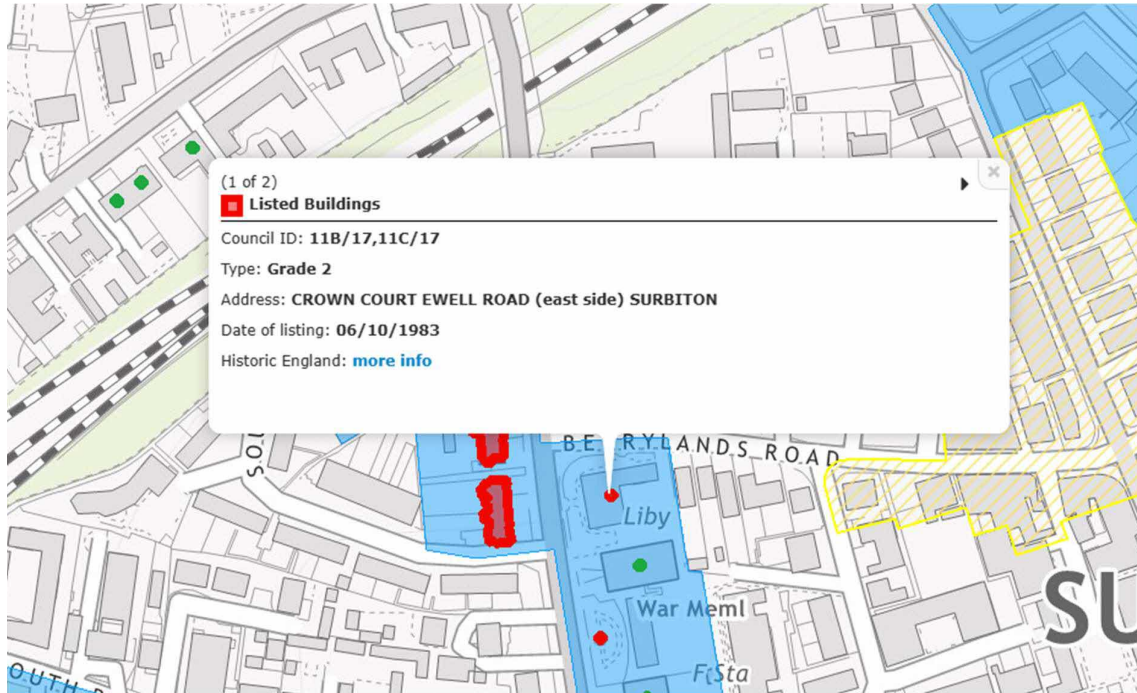 (1 of 2)
Listed Buildings
Council ID: 11B/17,11C/17
Type: Grade 2
Address: CROWN COURT EWELL ROAD (east side) SURBITON
Date of listing: 06/10/1983
Historic England: more info
BERRYLANDS ROAD
Liby
War Meml
SU
F Sta